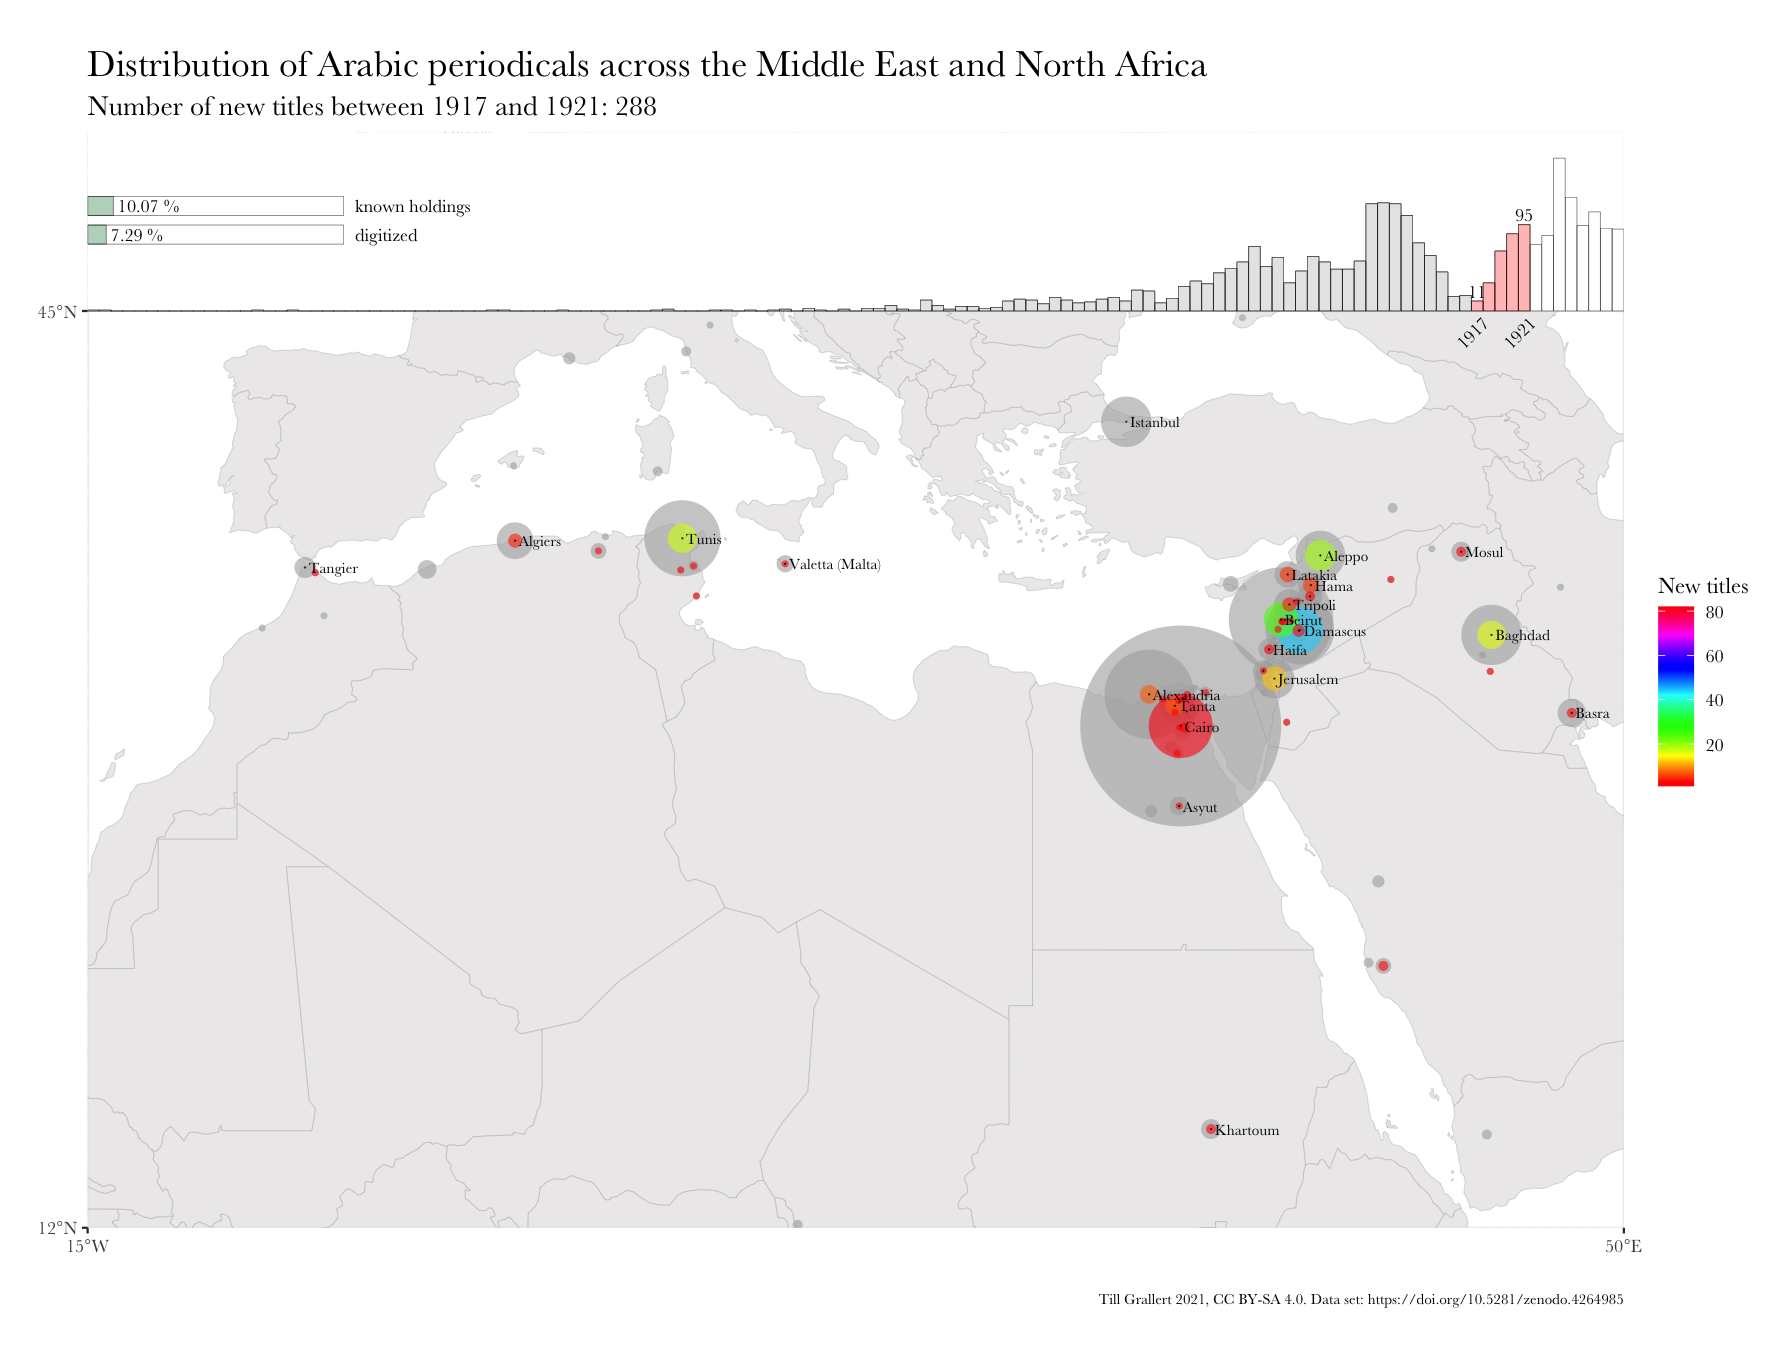 Distribution of Arabic periodicals across the Middle East and North Africa
Number of new titles between 1917 and 1921: 288
10.07 % known holdings
7.29 % digitized
95
11
1917
1921
45°N
Istanbul
Algiers
Tunis
Tangier
Valetta (Malta)
Aleppo
Mosul
Latakia
Hama
Tripoli
Beirut
Damascus
Baghdad
Haifa
Jerusalem
Alexandria
Tanta
Cairo
Basra
Asyut
Khartoum
New titles
80
60
40
20
12°N
15°W
50°E
Till Grallert 2021, CC BY-SA 4.0. Data set: https://doi.org/10.5281/zenodo.4264985